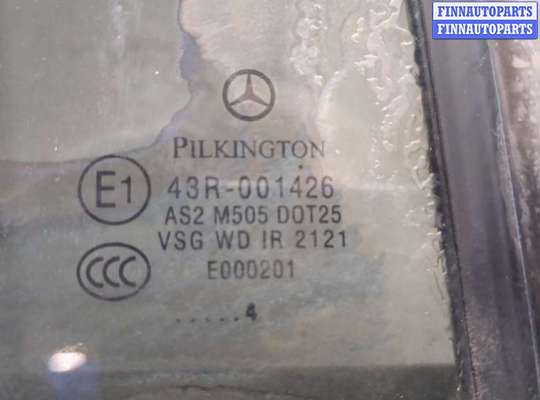 FINNAUTOPARTS
FINNAUTOPARTS
PILKINGTON
E1
43R-001426
AS2 M505 DOT25
VSG WD IR 2121
CCC
E000201
.....4